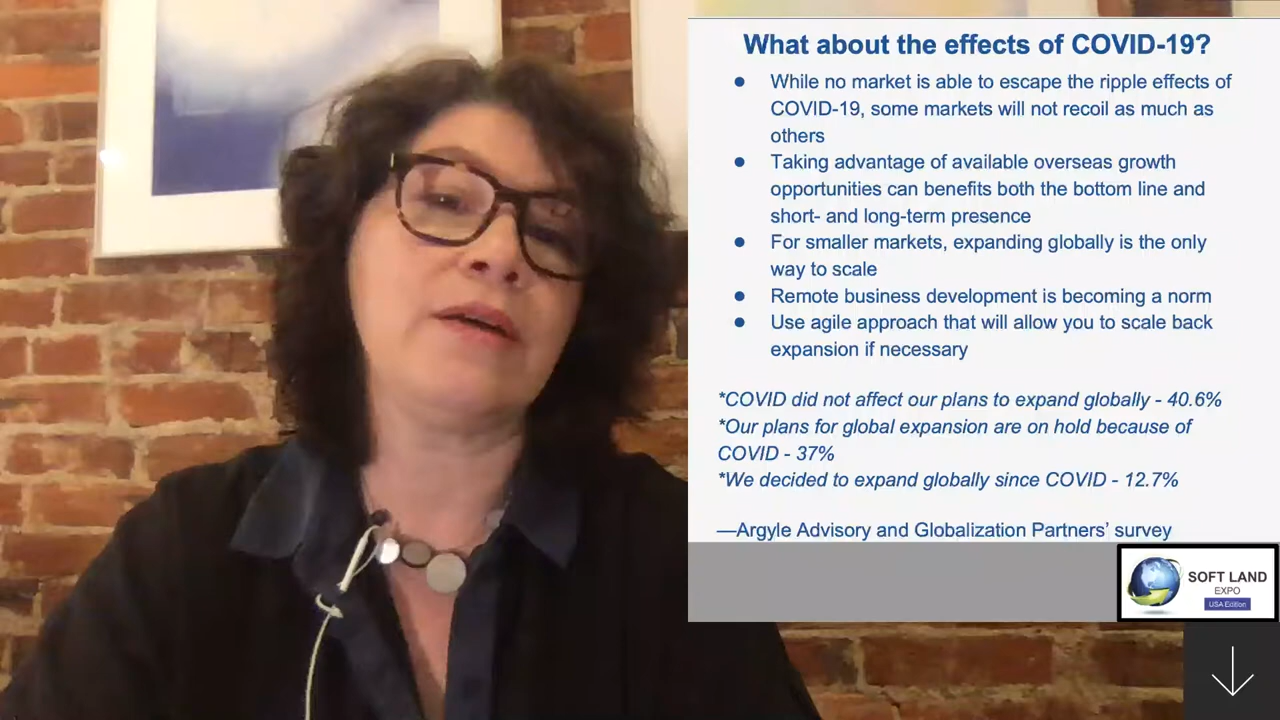 What about the effects of COVID-19?
● While no market is able to escape the ripple effects of
COVID-19, some markets will not recoil as much as
others
● Taking advantage of available overseas growth
opportunities can benefits both the bottom line and
short- and long-term presence
● For smaller markets, expanding globally is the only
way to scale
● Remote business development is becoming a norm
● Use agile approach that will allow you to scale back
expansion if necessary
*COVID did not affect our plans to expand globally - 40.6%
*Our plans for global expansion are on hold because of
COVID - 37%
*We decided to expand globally since COVID - 12.7%
—Argyle Advisory and Globalization Partners’ survey
SOFT LAND
EXPO
USA Edition